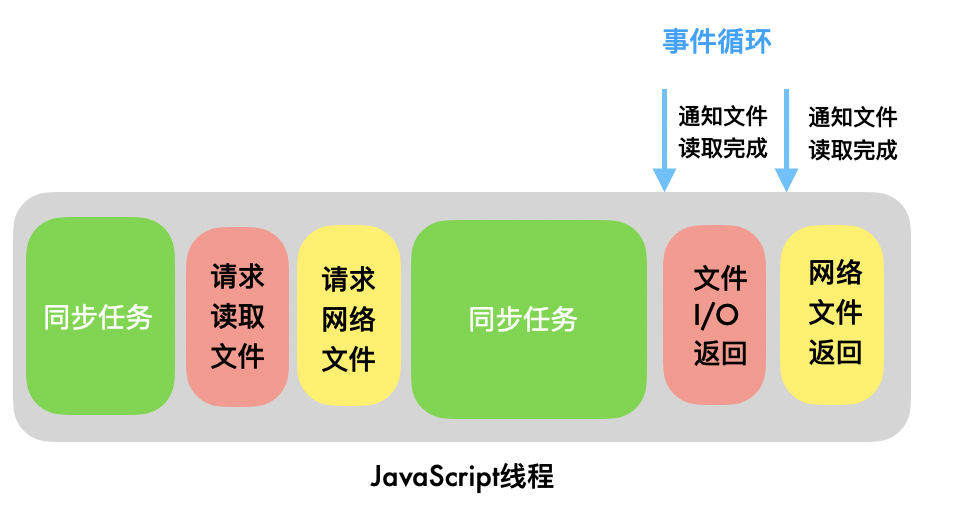 事件循环
通知文件
读取完成
通知文件
读取完成
同步任务
请求
读取
文件
请求
网络
文件
同步任务
文件
I/O
返回
网络
文件
返回
JavaScript线程